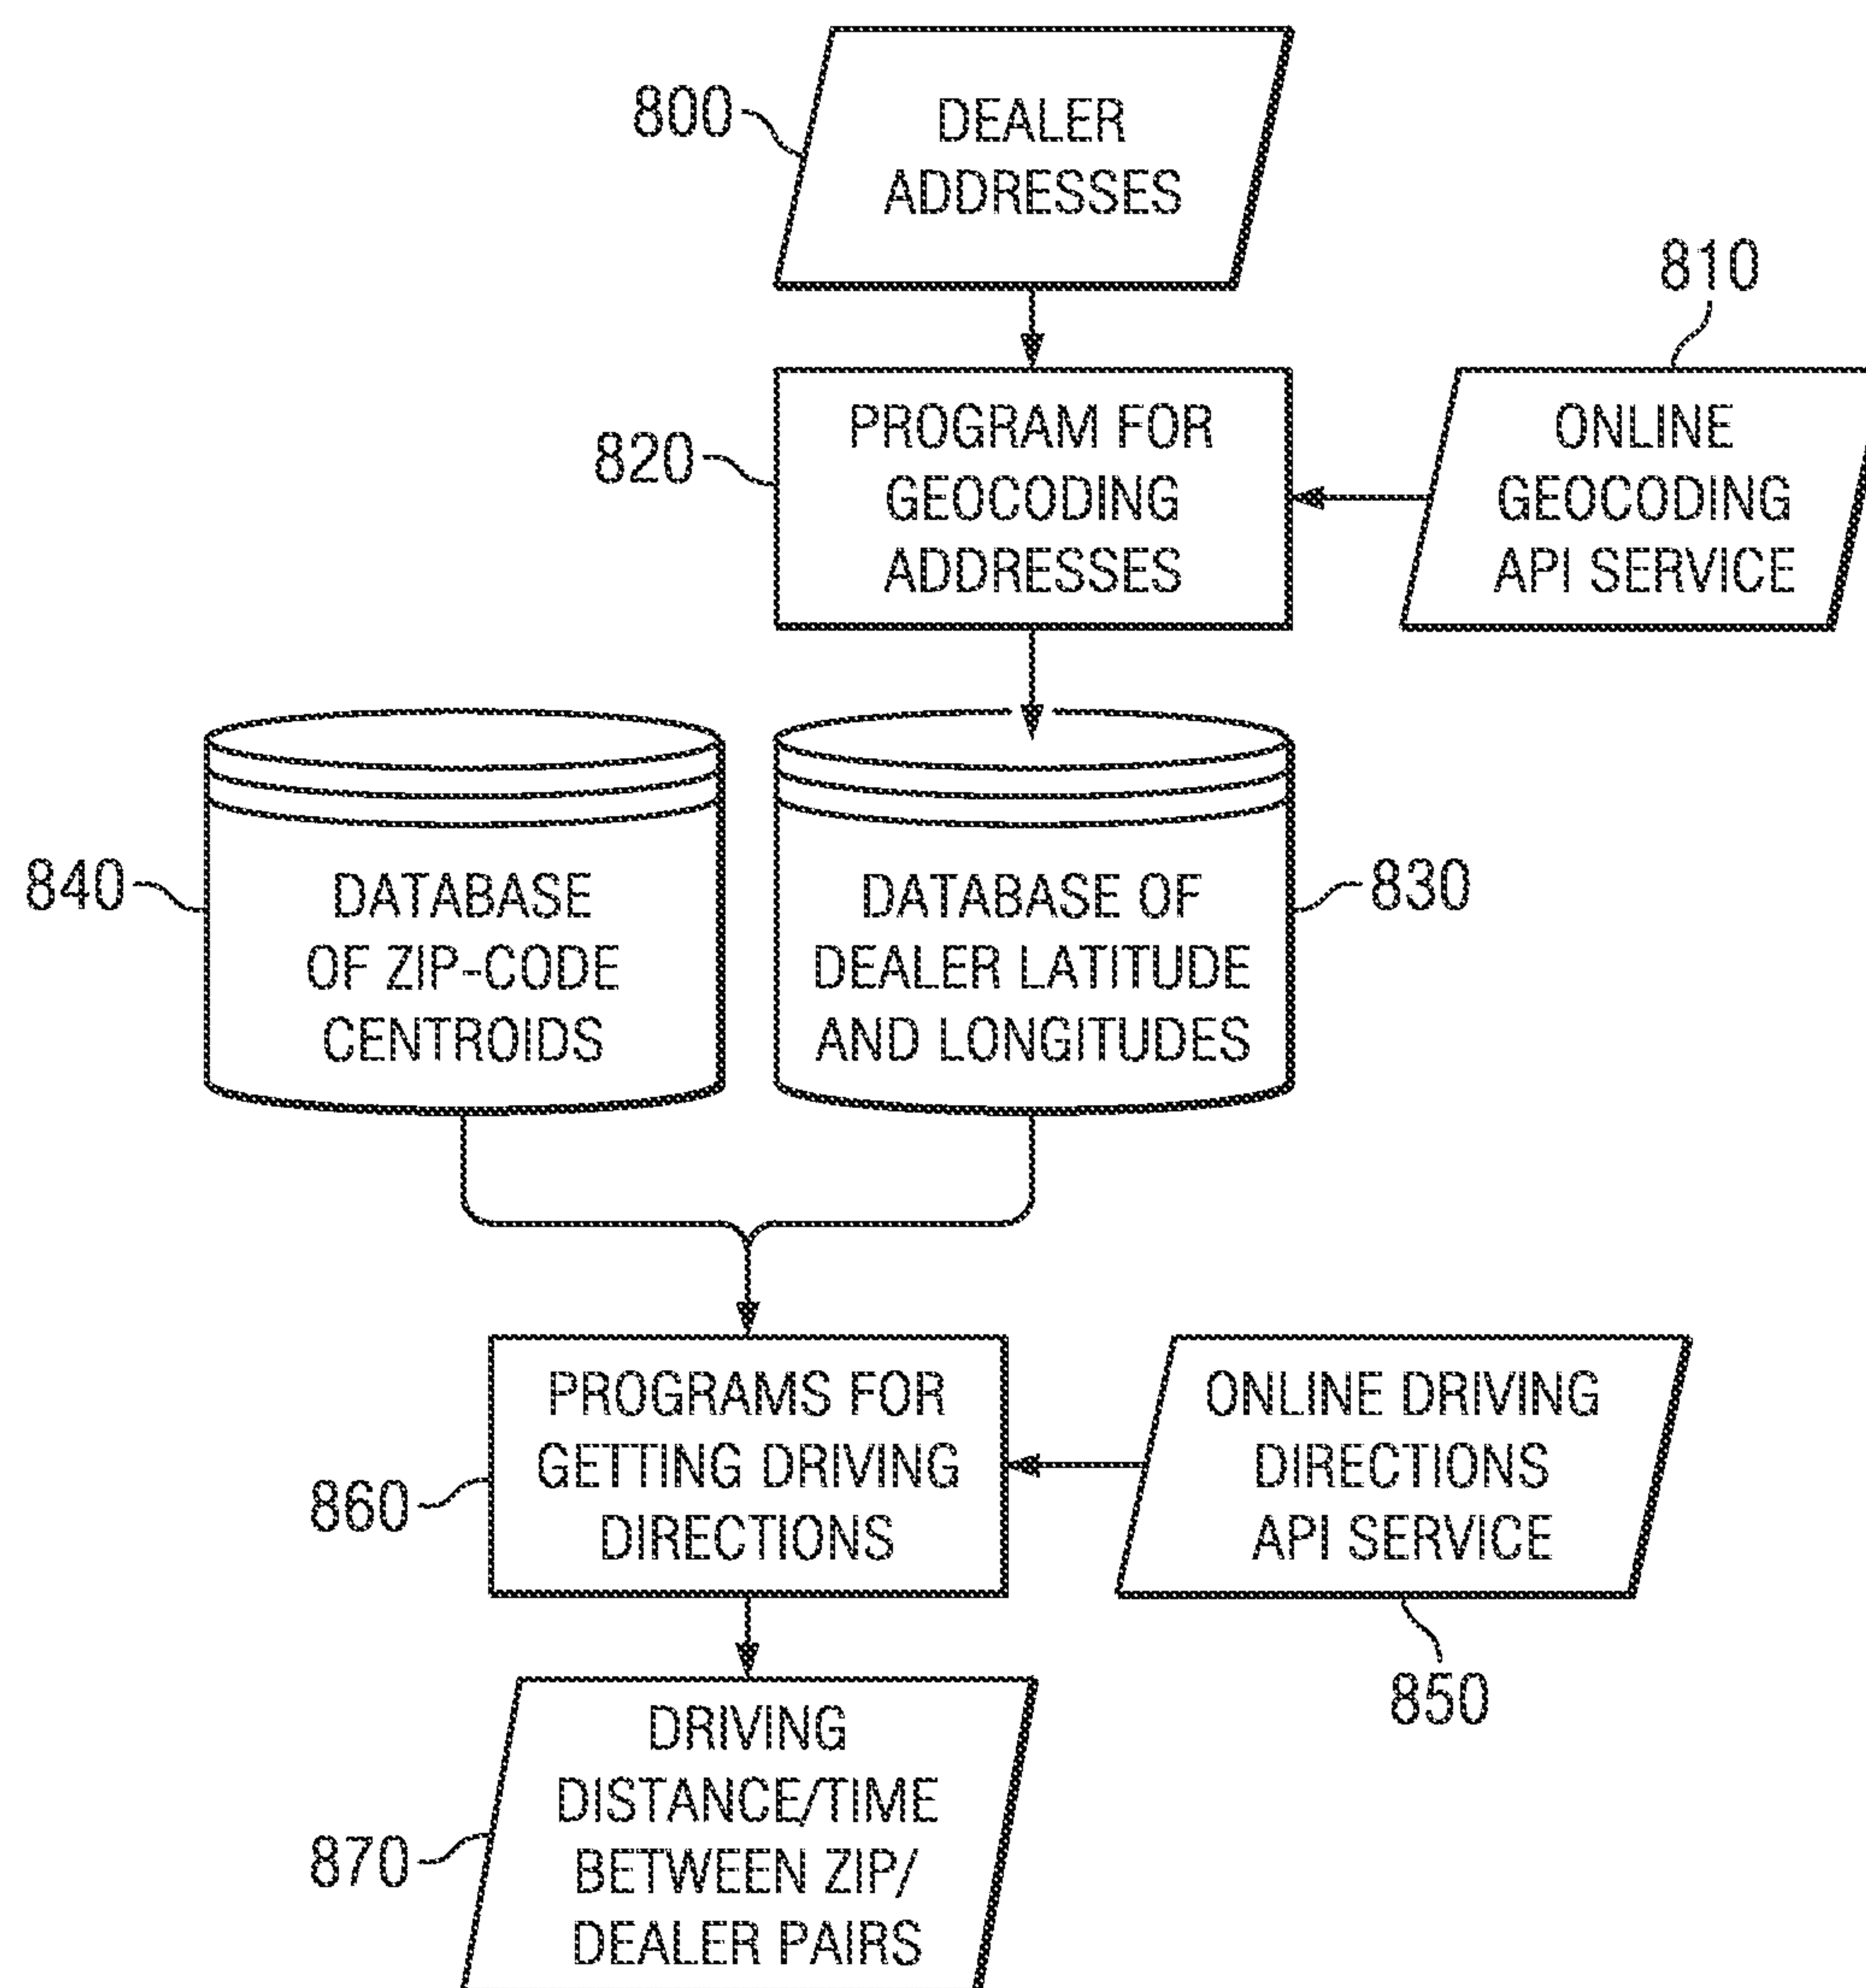 800
DEALER
ADDRESSES
810
820
PROGRAM FOR
GEOCODING
ADDRESSES
ONLINE
GEOCODING
API SERVICE
840
DATABASE
OF ZIP-CODE
CENTROIDS
DATABASE OF
DEALER LATITUDE
AND LONGITUDES
830
860
PROGRAMS FOR
GETTING DRIVING
DIRECTIONS
ONLINE DRIVING
DIRECTIONS
API SERVICE
850
870
DRIVING
DISTANCE/TIME
BETWEEN ZIP/
DEALER PAIRS